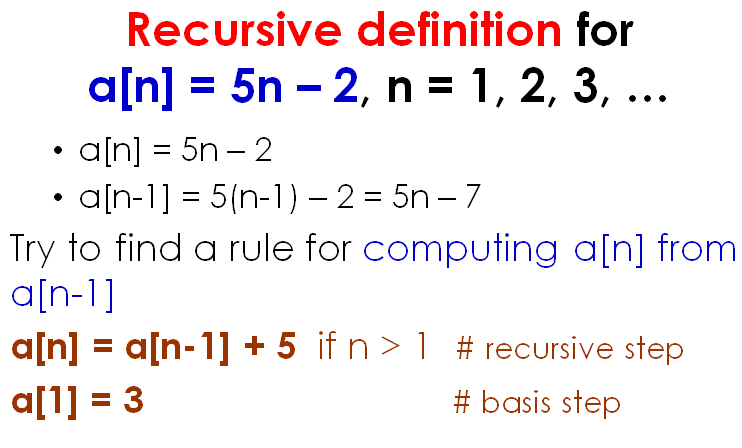 Recursive definition for
a[n] = 5n – 2, n = 1, 2, 3, …
• a[n] = 5n – 2
• a[n-1] = 5(n-1) – 2 = 5n – 7
Try to find a rule for computing a[n] from
a[n-1]
a[n] = a[n-1] + 5 if n > 1 # recursive step
a[1] = 3 # basis step